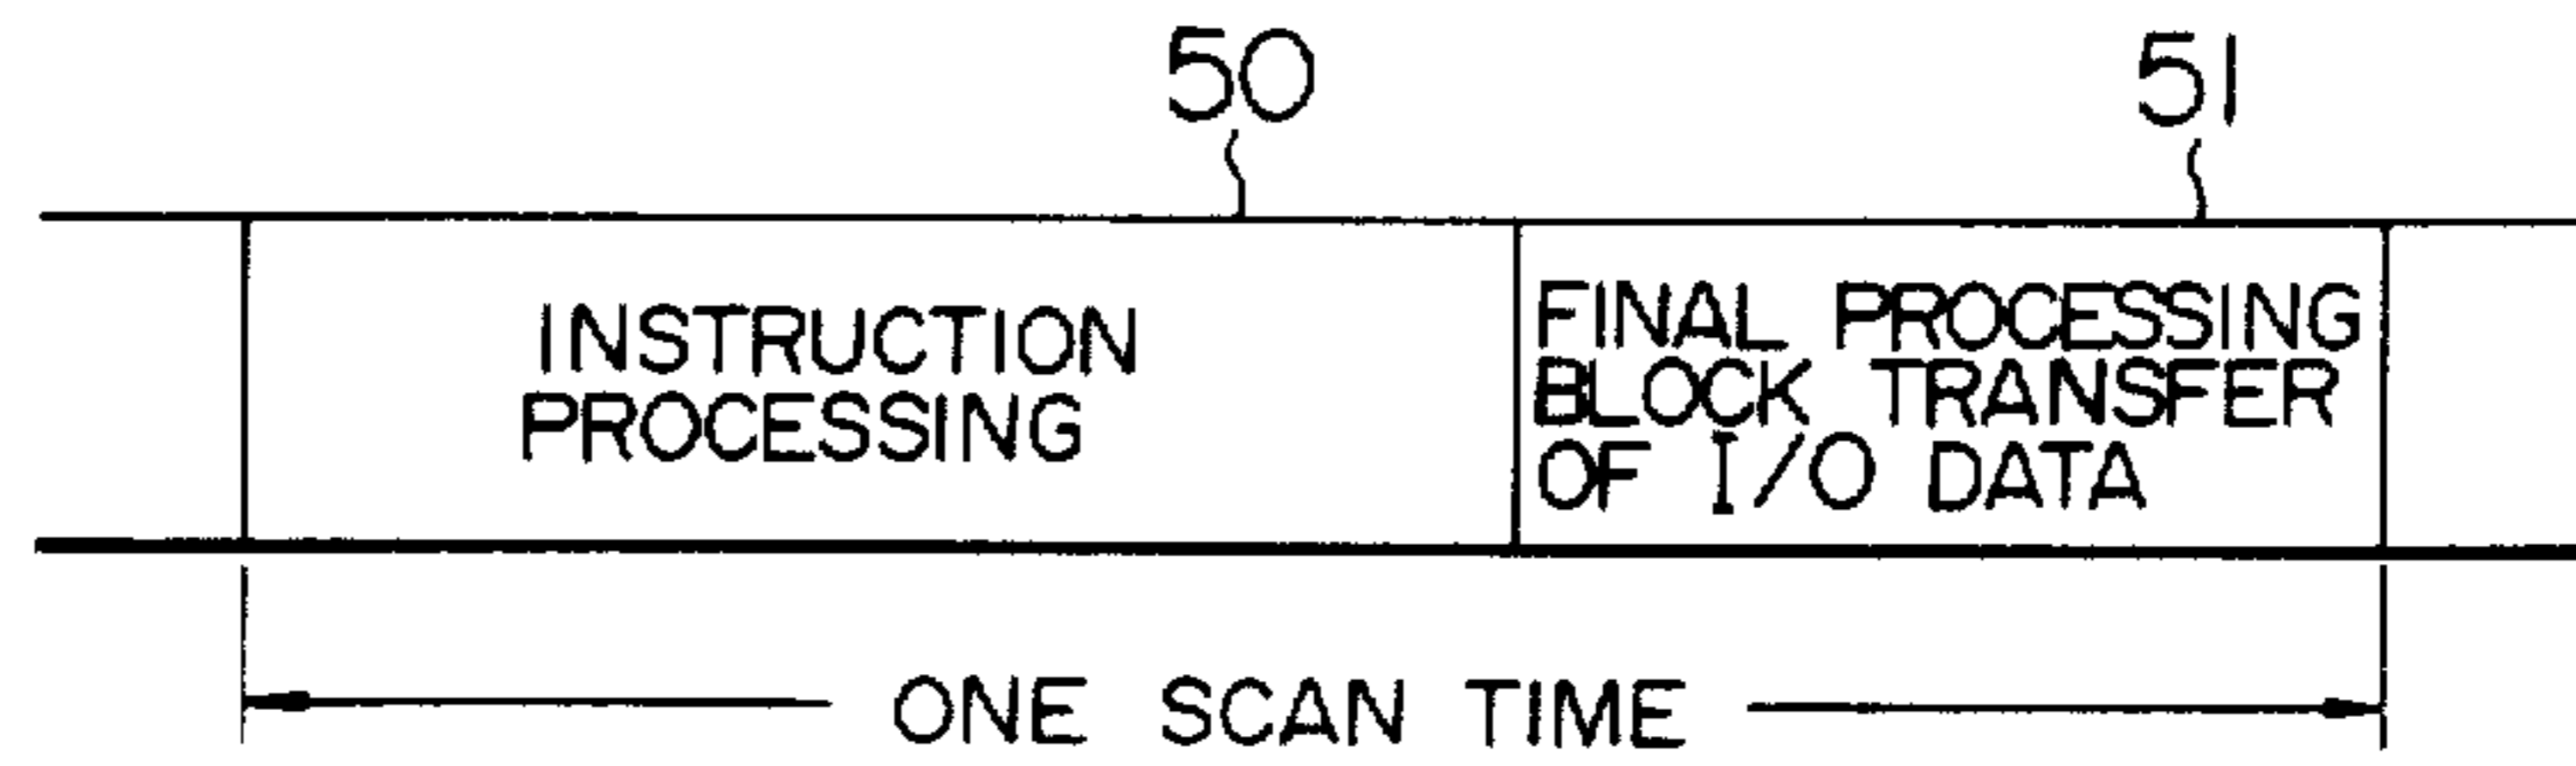 50
51
INSTRUCTION
PROCESSING
FINAL PROCESSING
BLOCK TRANSFER
OF I/O DATA
ONE SCAN TIME